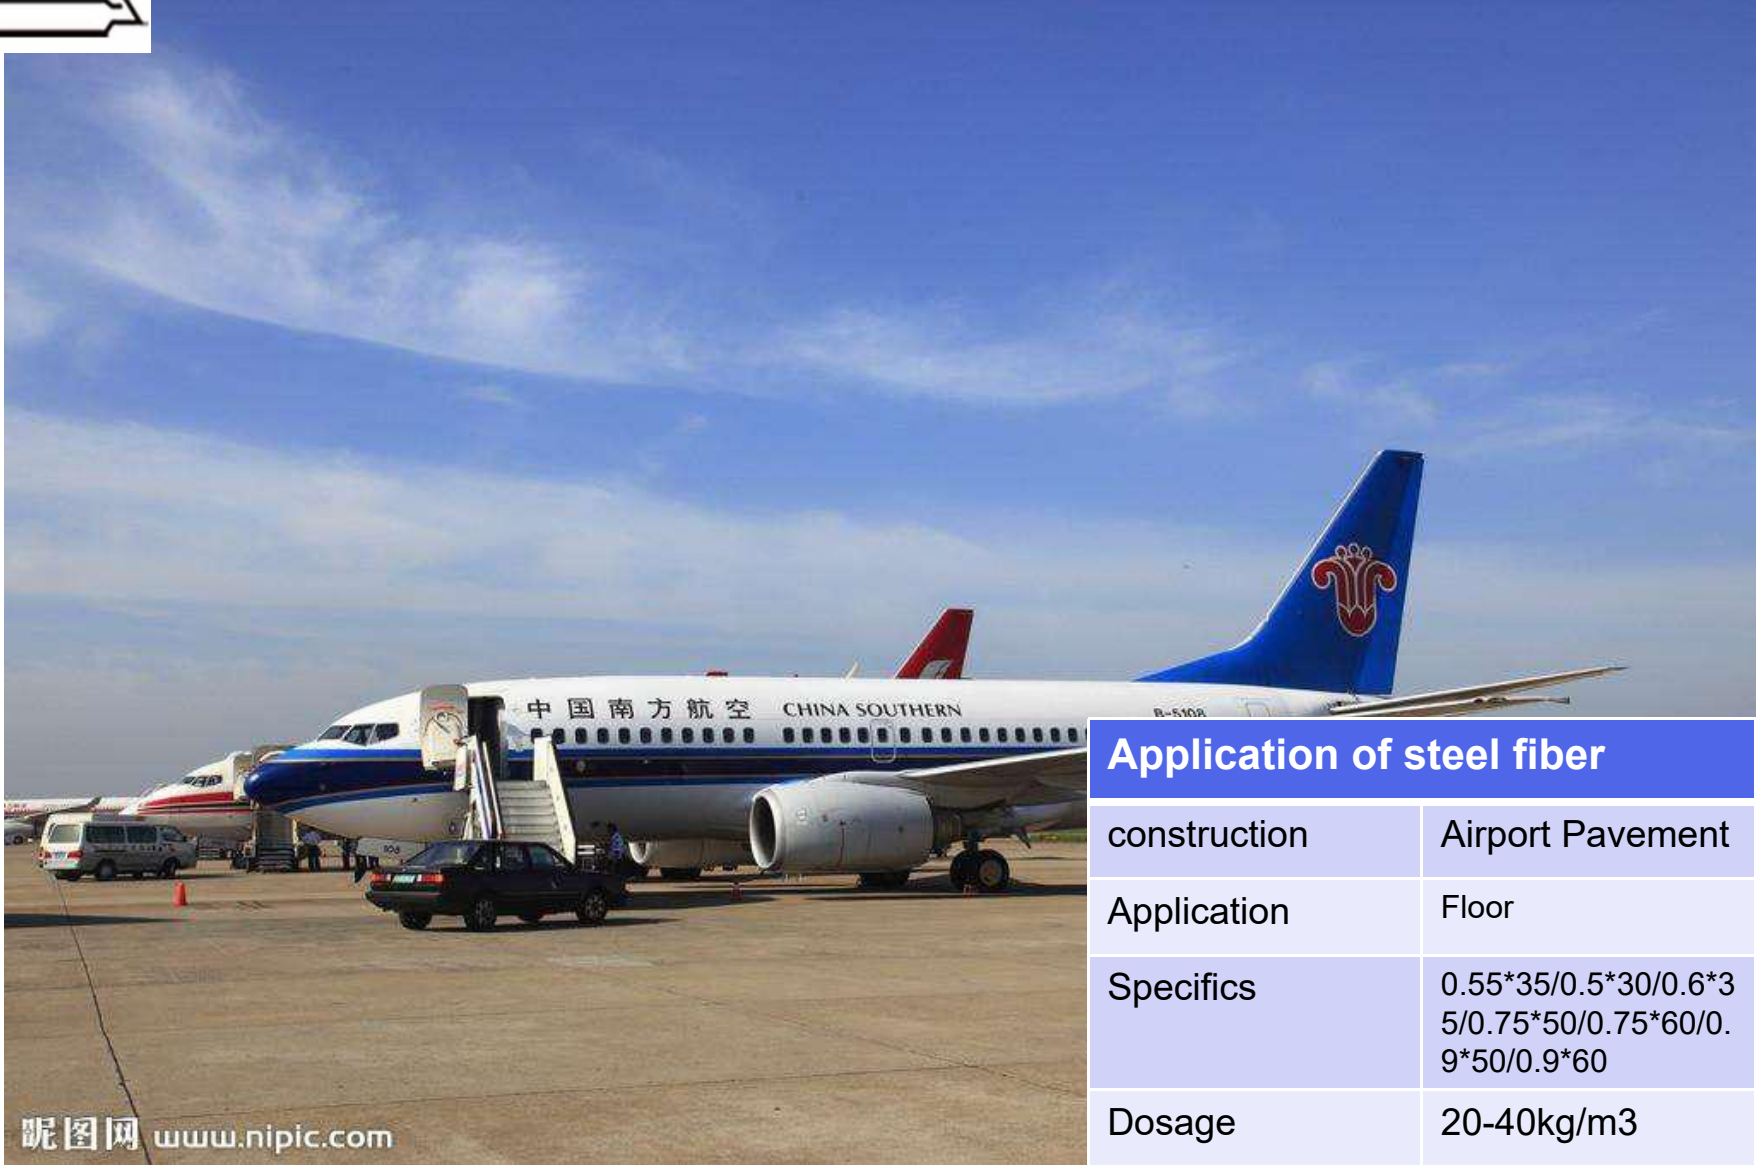 中国南方航空 CHINA SOUTHERN
B-5108
108
Application of steel fiber
construction Airport Pavement
Application Floor
Specifics 0.55*35/0.5*30/0.6*3
5/0.75*50/0.75*60/0.
9*50/0.9*60
Dosage 20-40kg/m3
昵图网 www.nipic.com